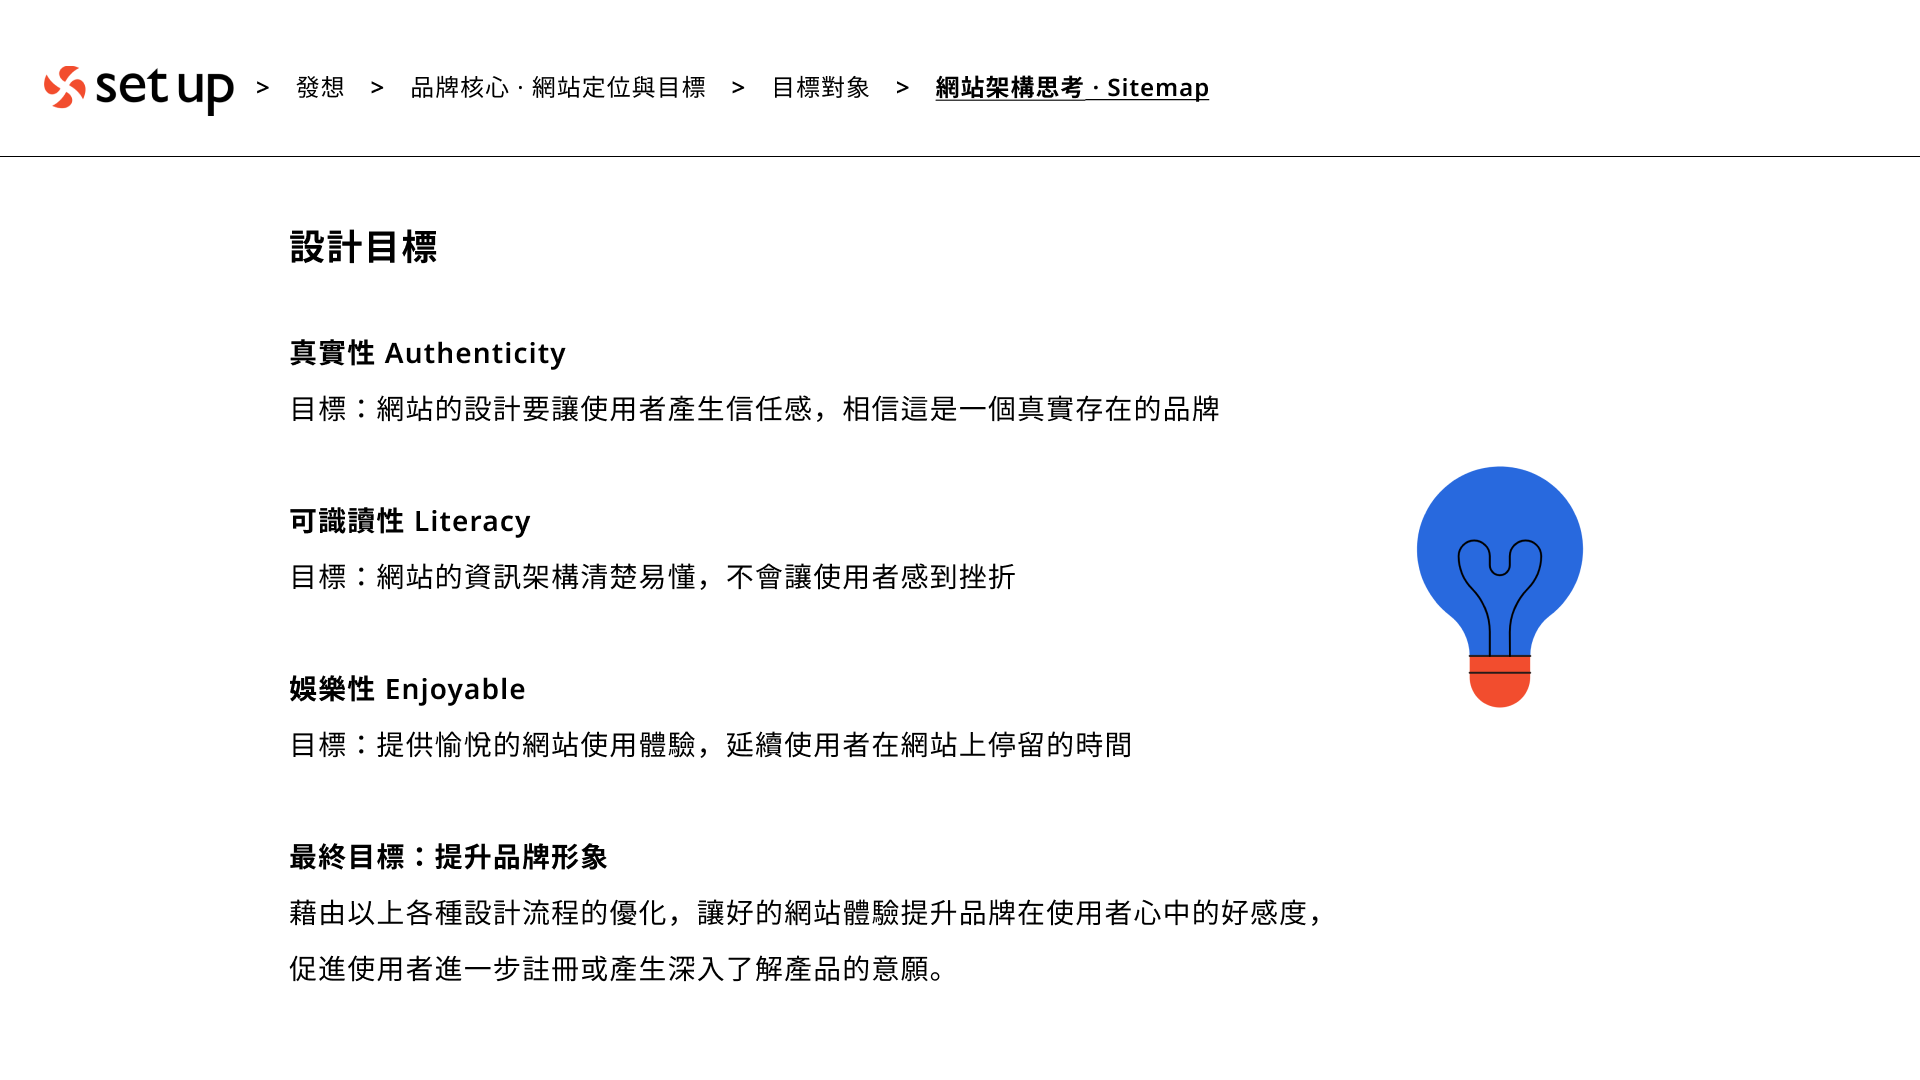 set up > 發想 > 品牌核心 · 網站定位與目標 > 目標對象 > 網站架構思考 · Sitemap
設計目標
真實性 Authenticity
目標：網站的設計要讓使用者產生信任感，相信這是一個真實存在的品牌
可識讀性 Literacy
目標：網站的資訊架構清楚易懂，不會讓使用者感到挫折
娛樂性 Enjoyable
目標：提供愉悅的網站使用體驗，延續使用者在網站上停留的時間
最終目標：提升品牌形象
藉由以上各種設計流程的優化，讓好的網站體驗提升品牌在使用者心中的好感度，
促進使用者進一步註冊或產生深入了解產品的意願。